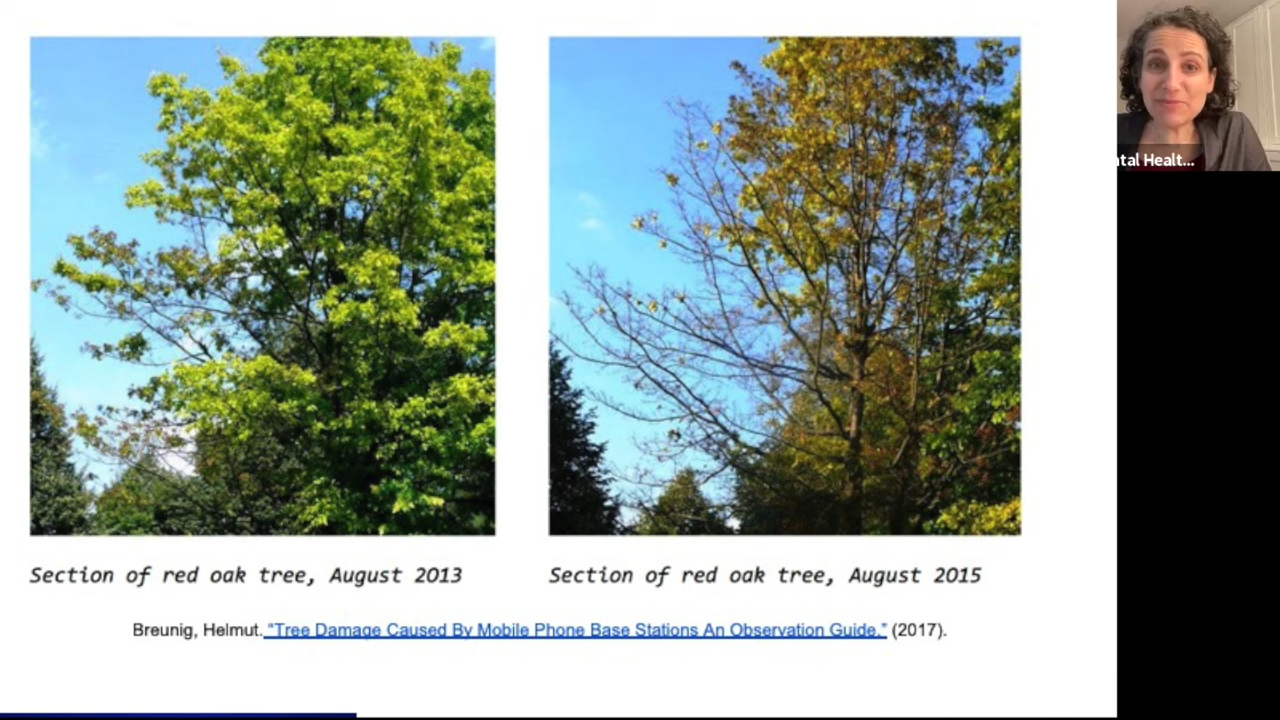 ntal Healt...
Section of red oak tree, August 2013
Section of red oak tree, August 2015
Breunig, Helmut. “Tree Damage Caused By Mobile Phone Base Stations An Observation Guide.” (2017).